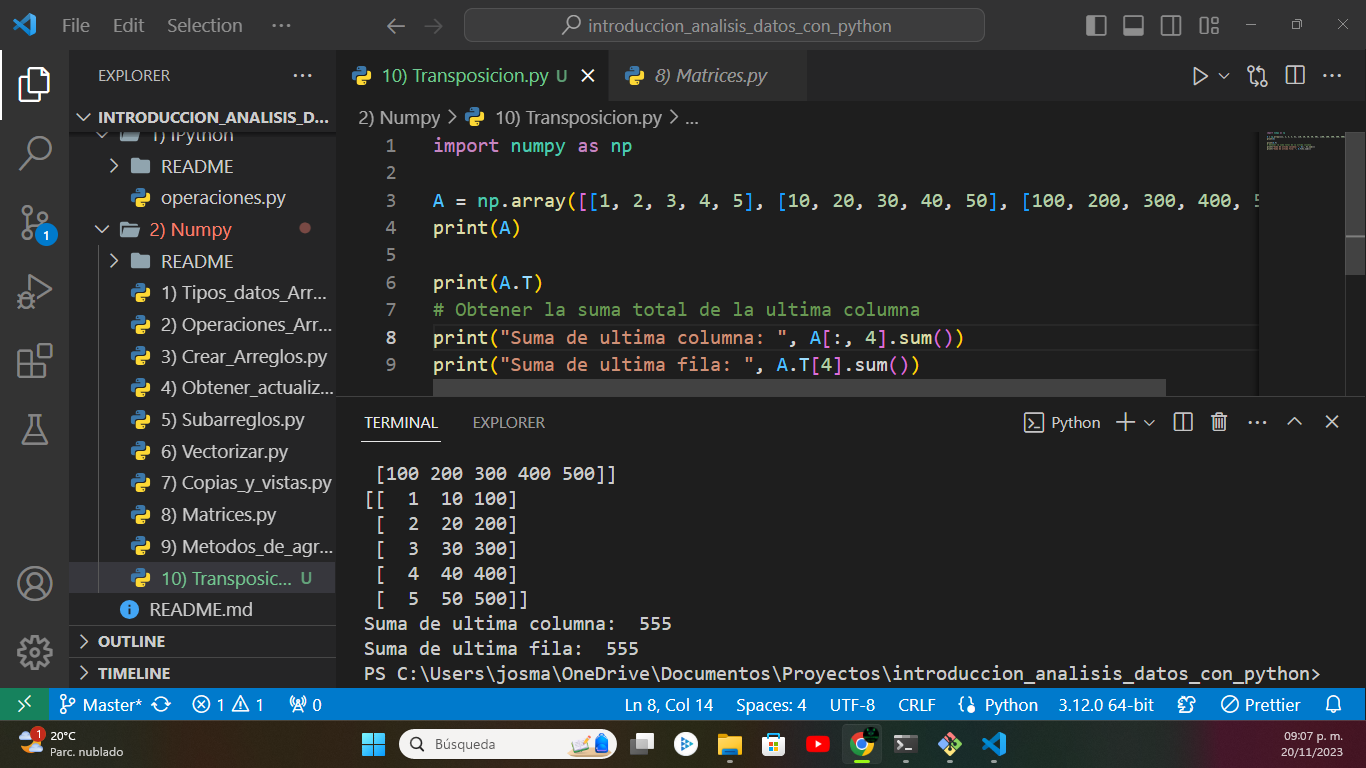 File Edit Selection ···
introduccion_analisis_datos_con_python
EXPLORER ···
INTRODUCCION_ANALISIS_D...
1) IPython
README
operaciones.py
2) Numpy
README
1) Tipos_datos_Arr...
2) Operaciones_Arr...
3) Crear_Arreglos.py
4) Obtener_actualiz...
5) Subarreglos.py
6) Vectorizar.py
7) Copias_y_vistas.py
8) Matrices.py
9) Metodos_de_agr...
10) Transposic... U
README.md
OUTLINE
TIMELINE
1
10) Transposicion.py U
8) Matrices.py
2) Numpy > 10) Transposicion.py > ...
1 import numpy as np
2
3 A = np.array([[1, 2, 3, 4, 5], [10, 20, 30, 40, 50], [100, 200, 300, 400, 5
4 print(A)
5
6 print(A.T)
7 # Obtener la suma total de la ultima columna
8 print("Suma de ultima columna: ", A[:, 4].sum())
9 print("Suma de ultima fila: ", A.T[4].sum())
TERMINAL EXPLORER
Python
[100 200 300 400 500]]
[[  1  10 100]
 [  2  20 200]
 [  3  30 300]
 [  4  40 400]
 [  5  50 500]]
Suma de ultima columna:  555
Suma de ultima fila:  555
PS C:\Users\josma\OneDrive\Documentos\Proyectos\introduccion_analisis_datos_con_python>
Master* 1 1 0 Ln 8, Col 14 Spaces: 4 UTF-8 CRLF Python 3.12.0 64-bit Prettier
1
20°C
Parc. nublado
Búsqueda
09:07 p. m.
20/11/2023